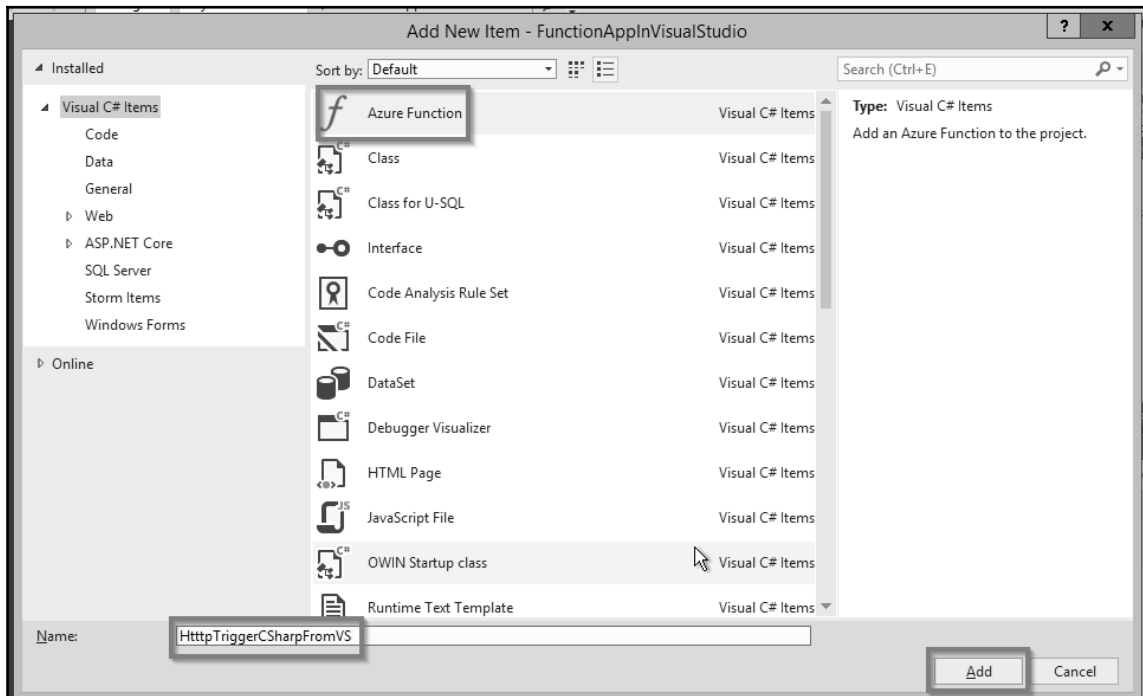 Add New Item - FunctionAppInVisualStudio
? x
Installed
Sort by: Default
Search (Ctrl+E)
Visual C# Items
Code
Data
General
Web
ASP.NET Core
SQL Server
Storm Items
Windows Forms
Online
Azure Function Visual C# Items
Class Visual C# Items
Class for U-SQL Visual C# Items
Interface Visual C# Items
Code Analysis Rule Set Visual C# Items
Code File Visual C# Items
DataSet Visual C# Items
Debugger Visualizer Visual C# Items
HTML Page Visual C# Items
JavaScript File Visual C# Items
OWIN Startup class Visual C# Items
Runtime Text Template Visual C# Items
Type: Visual C# Items
Add an Azure Function to the project.
Name: HtttpTriggerCSharpFromVS
Add Cancel